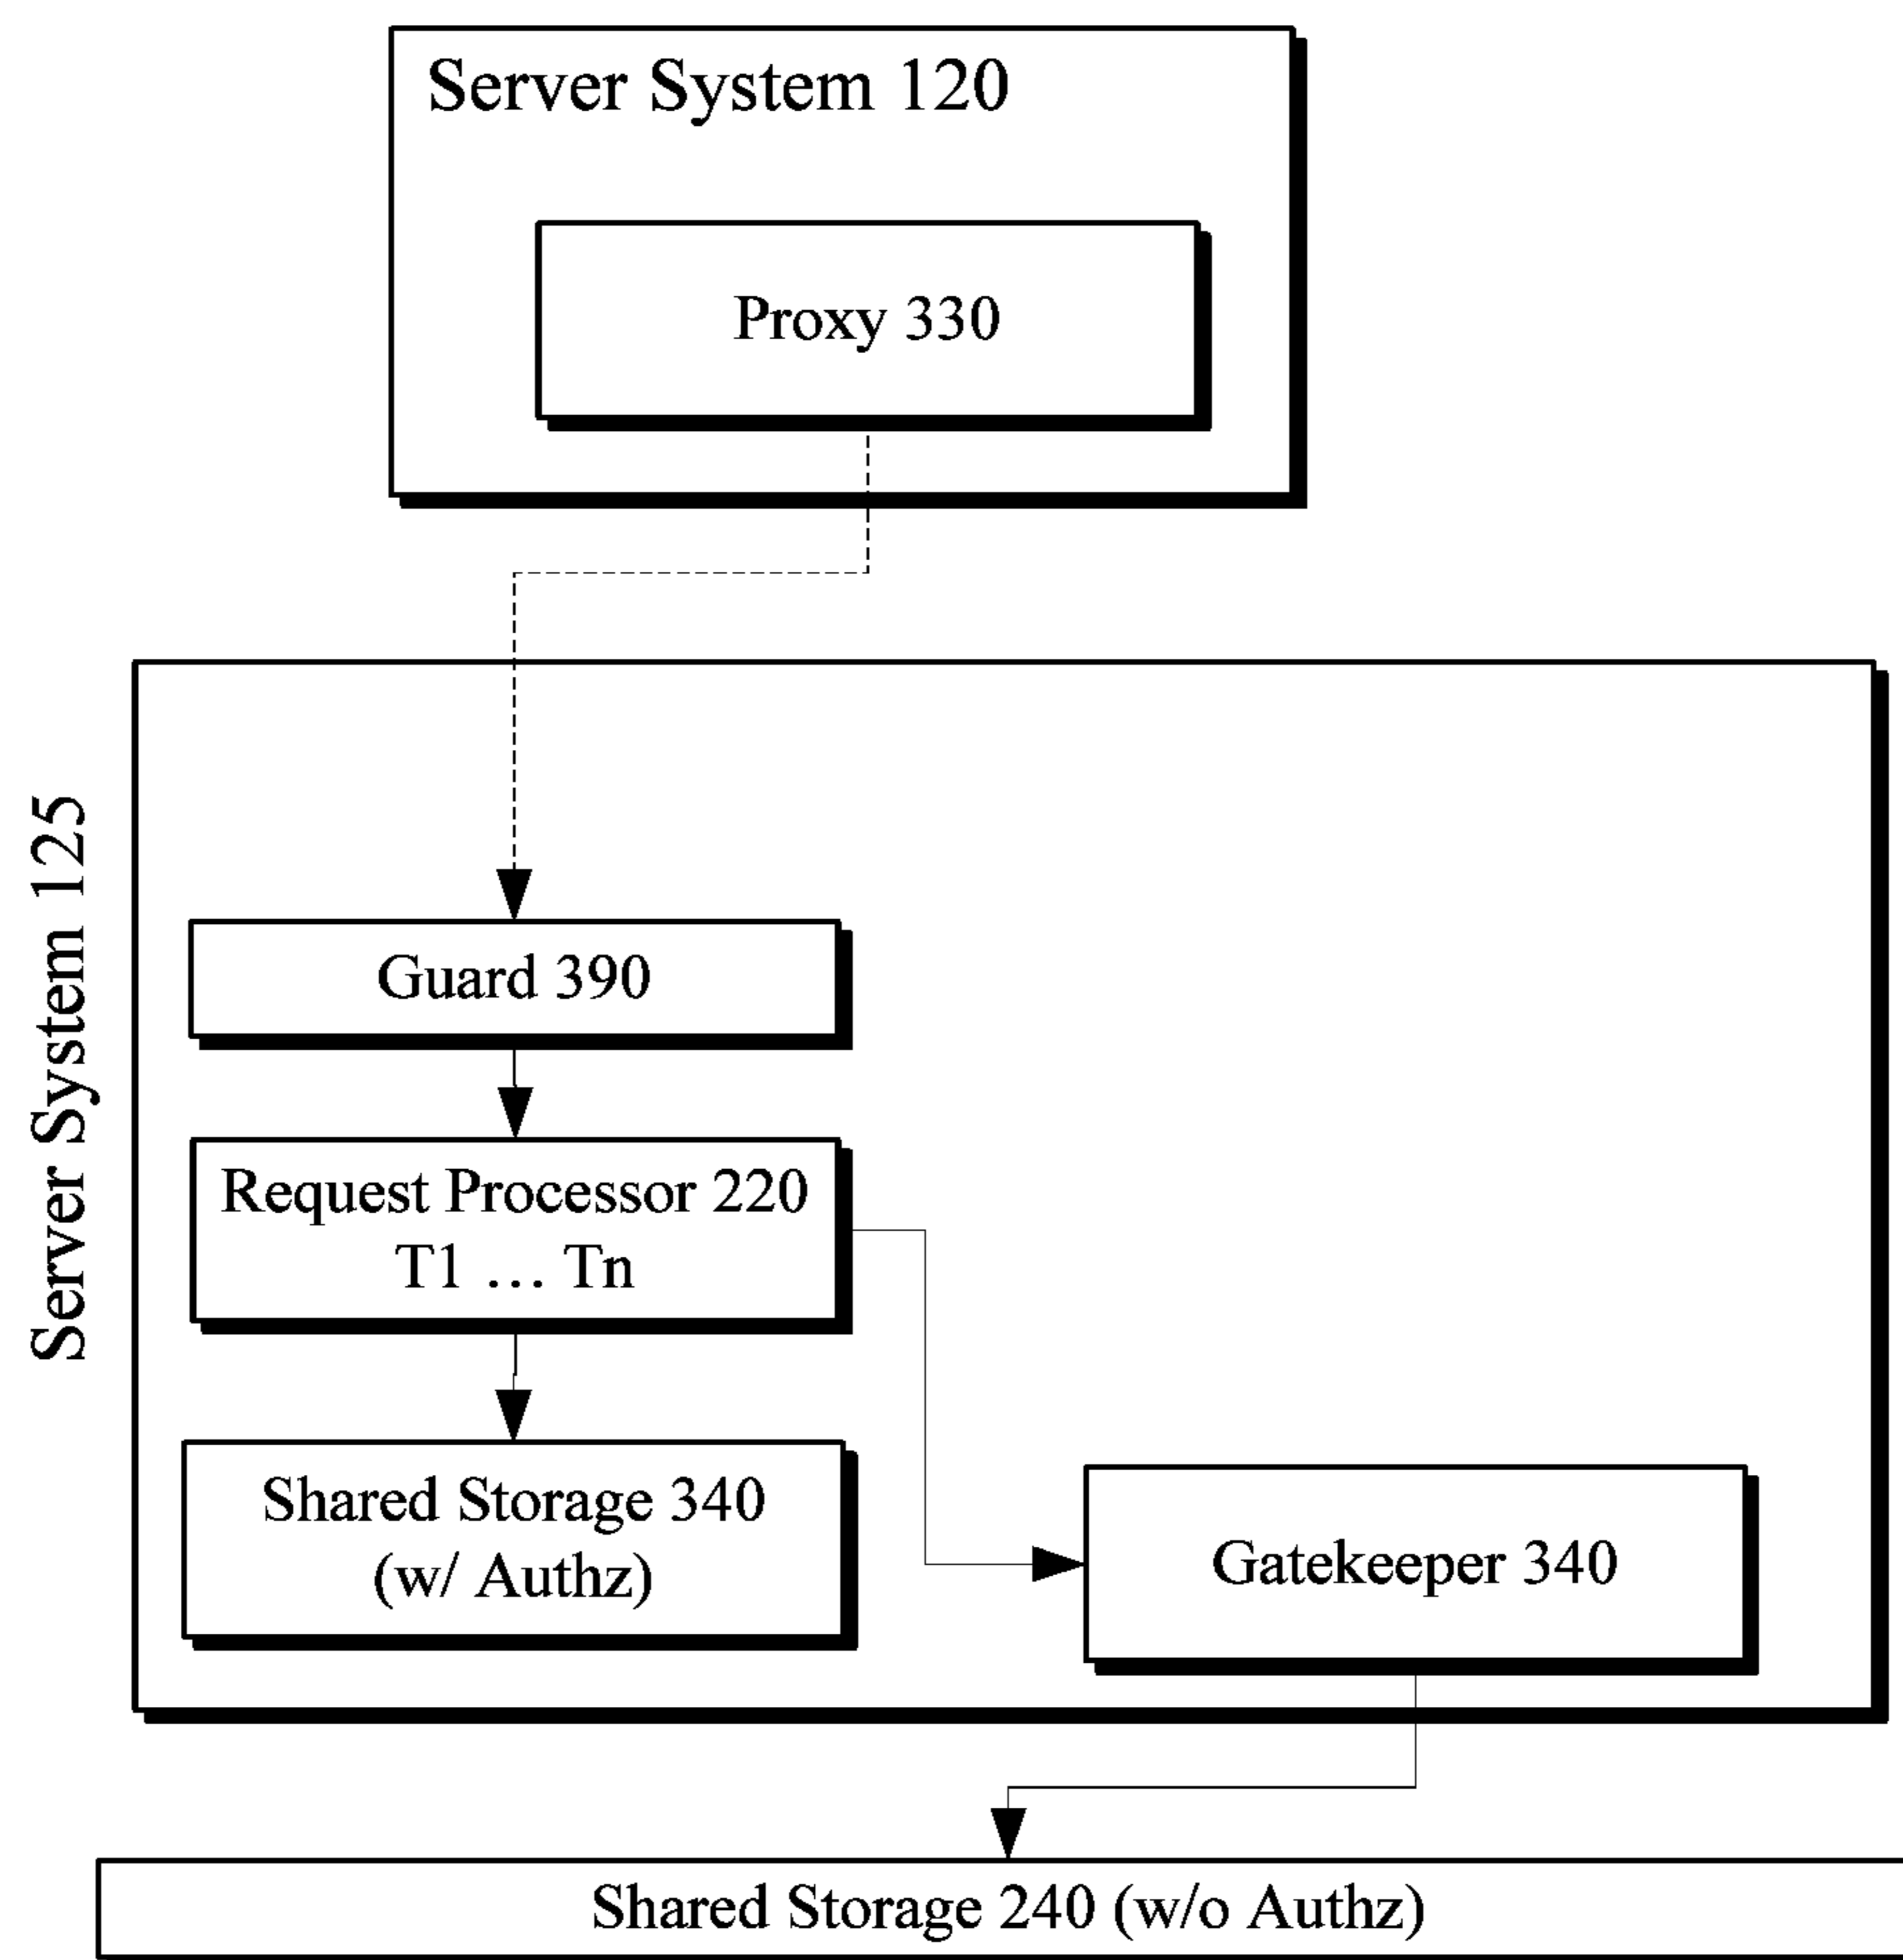 Server System 120
Proxy 330
Server System 125
Guard 390
Request Processor 220
T1 … Tn
Shared Storage 340
(w/ Authz)
Gatekeeper 340
Shared Storage 240 (w/o Authz)